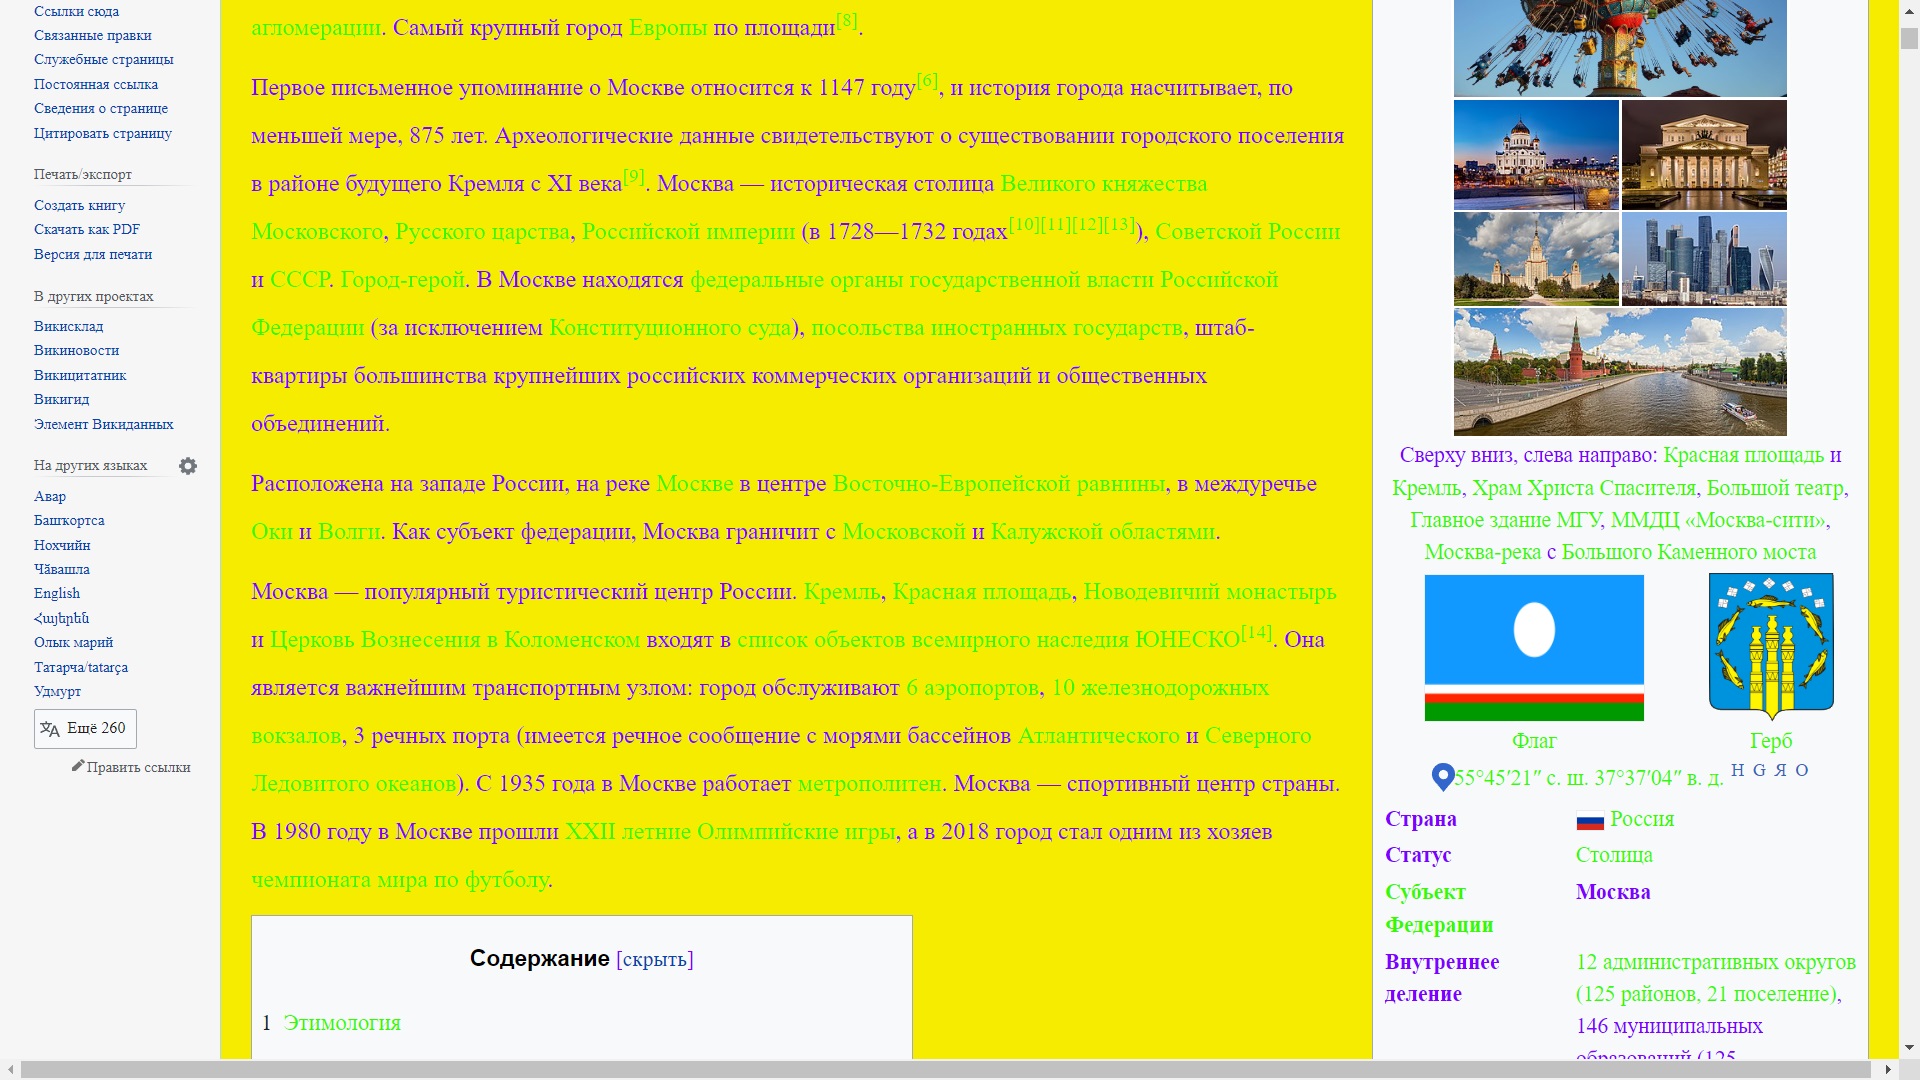 Ссылки сюда
Связанные правки
Служебные страницы
Постоянная ссылка
Сведения о странице
Цитировать страницу
Печать/экспорт
Создать книгу
Скачать как PDF
Версия для печати
В других проектах
Викисклад
Викиновости
Викицитатник
Викигид
Элемент Викиданных
На других языках
Авар
Башҡортса
Нохчийн
Чӑвашла
English
Հայերեն
Олык марий
Татарча/tatarça
Удмурт
Ещё 260
Править ссылки
агломерации. Самый крупный город Европы по площади[8].
Первое письменное упоминание о Москве относится к 1147 году[6], и история города насчитывает, по
меньшей мере, 875 лет. Археологические данные свидетельствуют о существовании городского поселения
в районе будущего Кремля с XI века[9]. Москва — историческая столица Великого княжества
Московского, Русского царства, Российской империи (в 1728—1732 годах[10][11][12][13]), Советской России
и СССР. Город-герой. В Москве находятся федеральные органы государственной власти Российской
Федерации (за исключением Конституционного суда), посольства иностранных государств, штаб-
квартиры большинства крупнейших российских коммерческих организаций и общественных
объединений.
Расположена на западе России, на реке Москве в центре Восточно-Европейской равнины, в междуречье
Оки и Волги. Как субъект федерации, Москва граничит с Московской и Калужской областями.
Москва — популярный туристический центр России. Кремль, Красная площадь, Новодевичий монастырь
и Церковь Вознесения в Коломенском входят в список объектов всемирного наследия ЮНЕСКО[14]. Она
является важнейшим транспортным узлом: город обслуживают 6 аэропортов, 10 железнодорожных
вокзалов, 3 речных порта (имеется речное сообщение с морями бассейнов Атлантического и Северного
Ледовитого океанов). С 1935 года в Москве работает метрополитен. Москва — спортивный центр страны.
В 1980 году в Москве прошли XXII летние Олимпийские игры, а в 2018 город стал одним из хозяев
чемпионата мира по футболу.
Содержание [скрыть]
1 Этимология
Сверху вниз, слева направо: Красная площадь и
Кремль, Храм Христа Спасителя, Большой театр,
Главное здание МГУ, ММДЦ «Москва-сити»,
Москва-река с Большого Каменного моста
Флаг
Герб
55°45′21″ с. ш. 37°37′04″ в. д. H G Я O
Страна Россия
Статус Столица
Субъект Москва
Федерации
Внутреннее 12 административных округов
деление (125 районов, 21 поселение),
146 муниципальных
образований (125